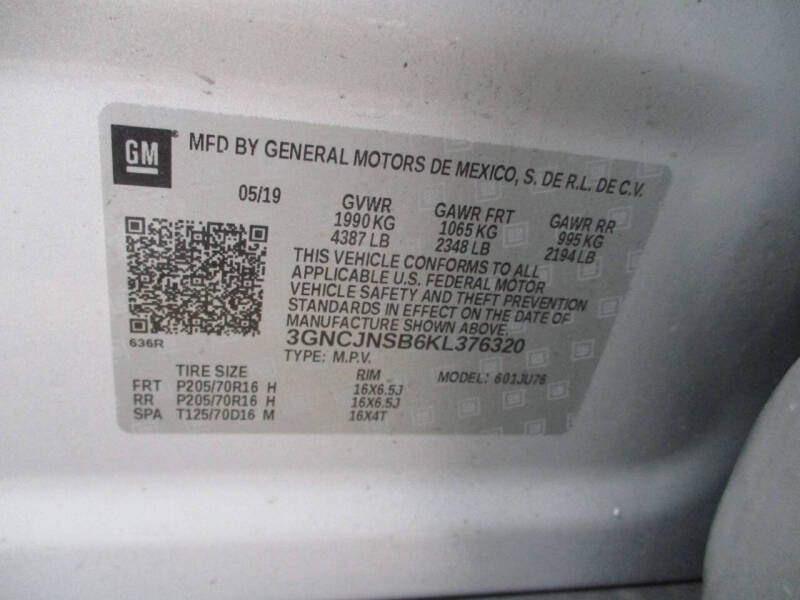 GM
MFD BY GENERAL MOTORS DE MEXICO, S. DE R.L. DE C.V.
05/19
GVWR GAWR FRT GAWR RR
1990 KG 1065 KG 995 KG
4387 LB 2348 LB 2194 LB
THIS VEHICLE CONFORMS TO ALL
APPLICABLE U.S. FEDERAL MOTOR
VEHICLE SAFETY AND THEFT PREVENTION
STANDARDS IN EFFECT ON THE DATE OF
MANUFACTURE SHOWN ABOVE.
3GNCJNSB6KL376320
636R
TYPE: M.P.V. MODEL: 601JU76
TIRE SIZE RIM
FRT P205/70R16 H 16X6.5J
RR P205/70R16 H 16X6.5J
SPA T125/70D16 M 16X4T